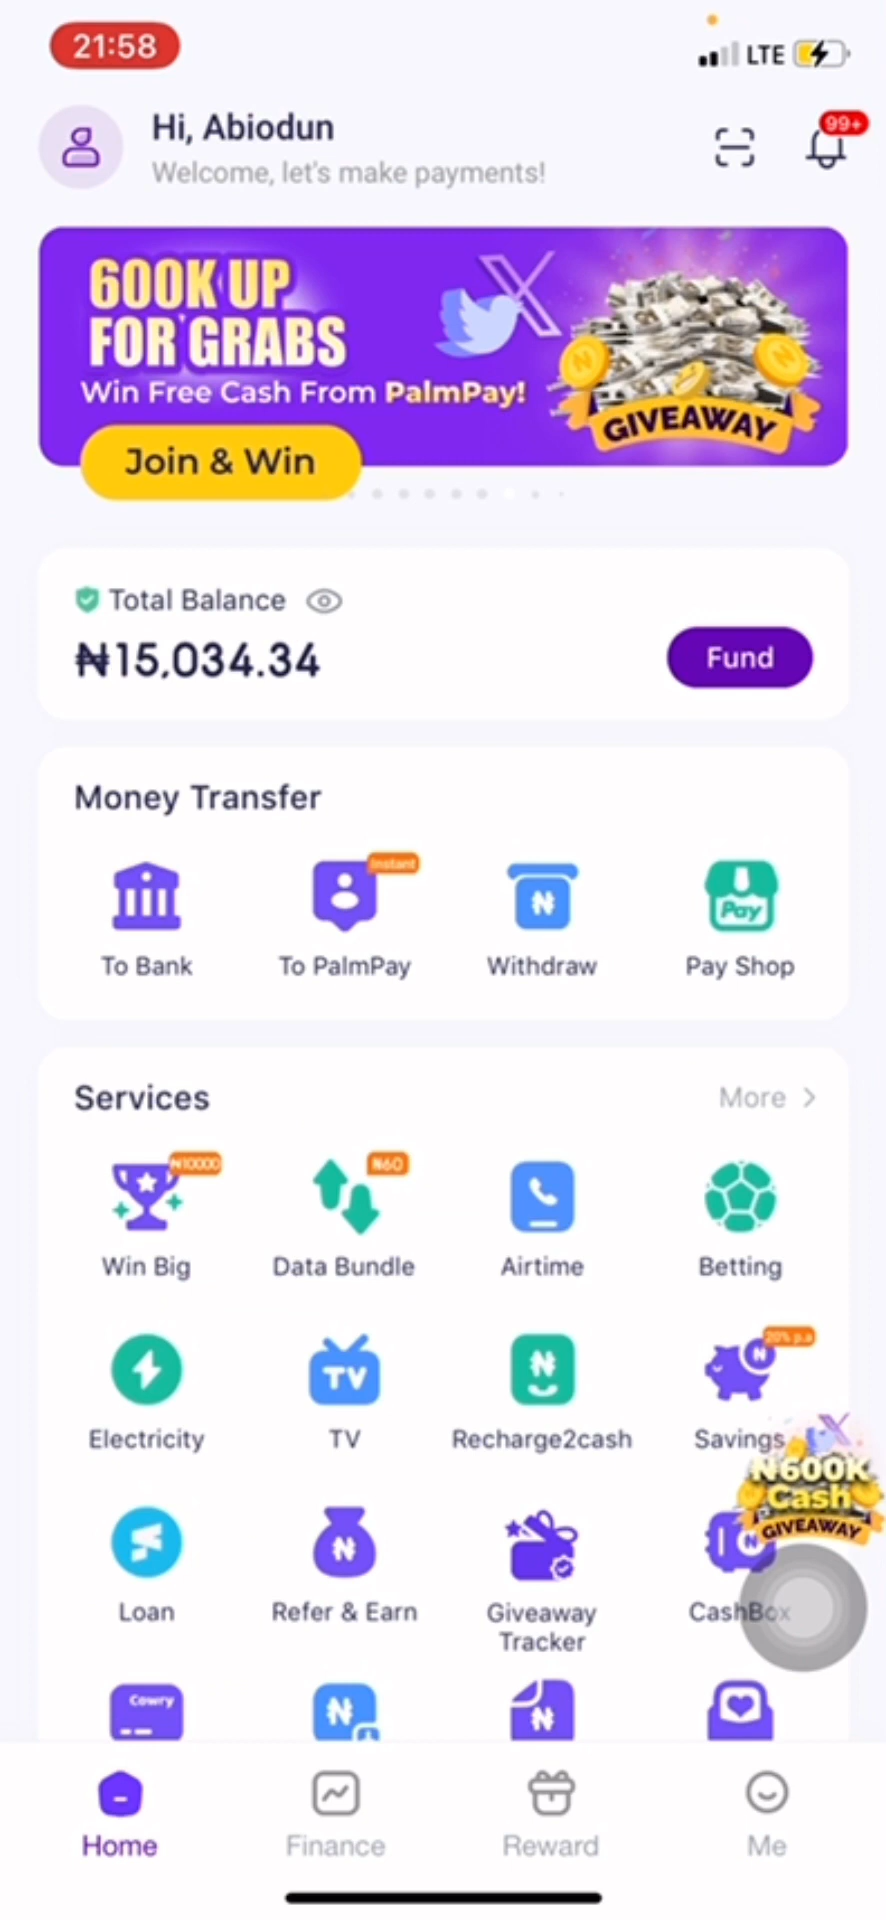 21:58
LTE
Hi, Abiodun
99+
Welcome, let's make payments!
600K UP
FOR GRABS
Win Free Cash From PalmPay!
GIVEAWAY
Join & Win
Total Balance
₦15,034.34
Fund
Money Transfer
Instant
₦
Pay
To Bank
To PalmPay
Withdraw
Pay Shop
Services
More >
₦10000
₦60
Win Big
Data Bundle
Airtime
Betting
20% p.a
TV
₦
N
Electricity
TV
Recharge2cash
Savings
₦600K
Cash
GIVEAWAY
₦
Loan
Refer & Earn
Giveaway
Tracker
CashBox
Cowry
₦
₦
Home
Finance
Reward
Me